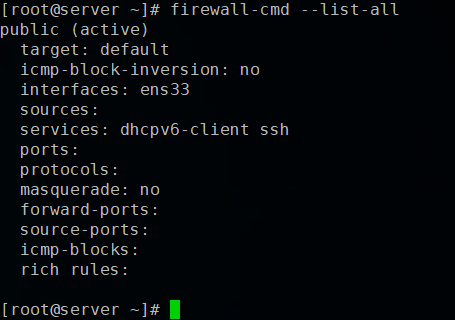 [root@server ~]# firewall-cmd --list-all
public (active)
  target: default
  icmp-block-inversion: no
  interfaces: ens33
  sources:
  services: dhcpv6-client ssh
  ports:
  protocols:
  masquerade: no
  forward-ports:
  source-ports:
  icmp-blocks:
  rich rules:

[root@server ~]#